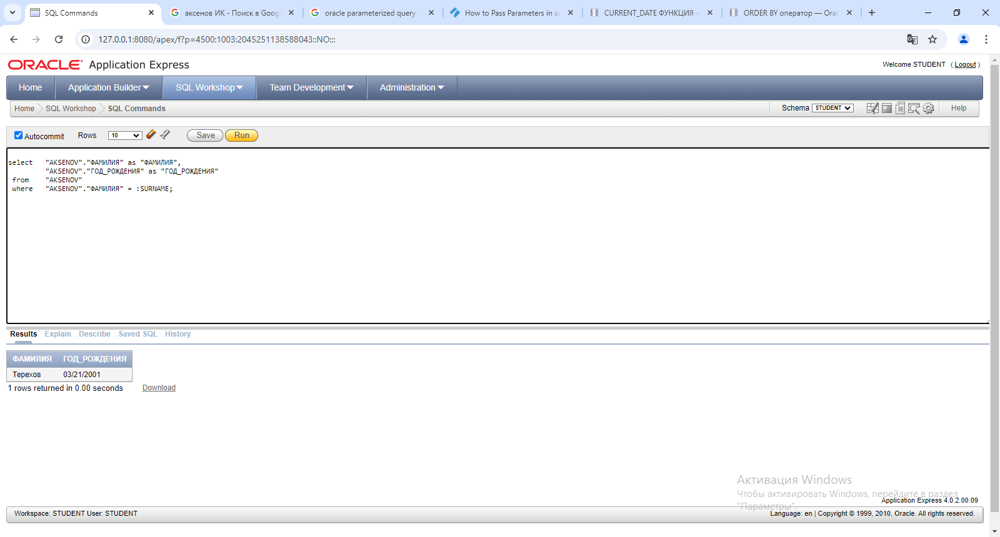 SQL Commands
аксенов ИК - Поиск в Goog
oracle parameterized query -
How to Pass Parameters in a
CURRENT_DATE ФУНКЦИЯ -
ORDER BY оператор — Ora
127.0.0.1:8080/apex/f?p=4500:1003:2045251138588043::NO:::
ORACLE Application Express
Welcome STUDENT ( Logout )
Home Application Builder SQL Workshop Team Development Administration
Home SQL Workshop SQL Commands
Schema STUDENT Help
Autocommit Rows 10 Save Run
select "AKSENOV"."ФАМИЛИЯ" as "ФАМИЛИЯ",
"AKSENOV"."ГОД_РОЖДЕНИЯ" as "ГОД_РОЖДЕНИЯ"
from "AKSENOV"
where "AKSENOV"."ФАМИЛИЯ" = :SURNAME;
Results Explain Describe Saved SQL History
ФАМИЛИЯ ГОД_РОЖДЕНИЯ
Терехов 03/21/2001
1 rows returned in 0.00 seconds Download
Активация Windows
Чтобы активировать Windows, перейдите в раздел
"Параметры".
Application Express 4.0.2.00.09
Workspace: STUDENT User: STUDENT
Language: en | Copyright © 1999, 2010, Oracle. All rights reserved.